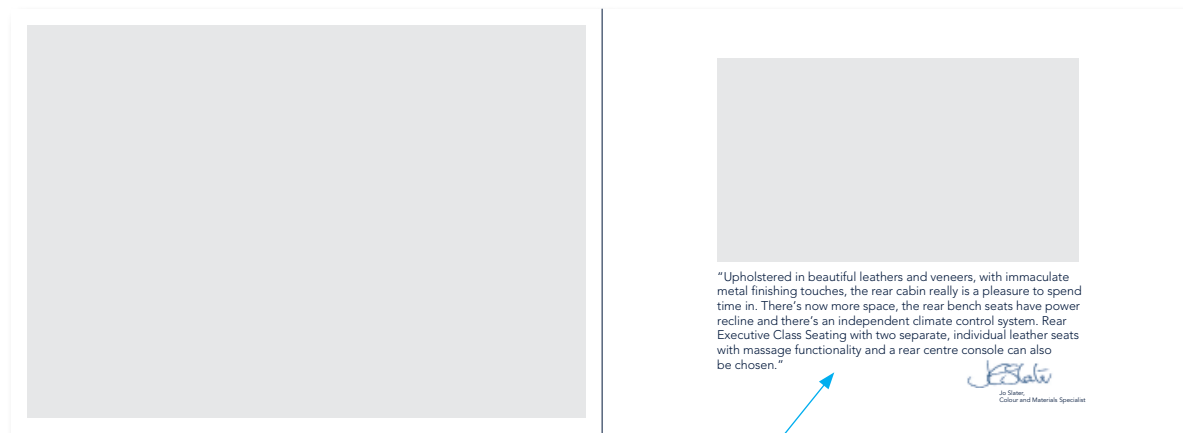 “Upholstered in beautiful leathers and veneers, with immaculate
metal finishing touches, the rear cabin really is a pleasure to spend
time in. There’s now more space, the rear bench seats have power
recline and there’s an independent climate control system. Rear
Executive Class Seating with two separate, individual leather seats
with massage functionality and a rear centre console can also
be chosen.“
JESlater
Jo Slater,
Colour and Materials Specialist